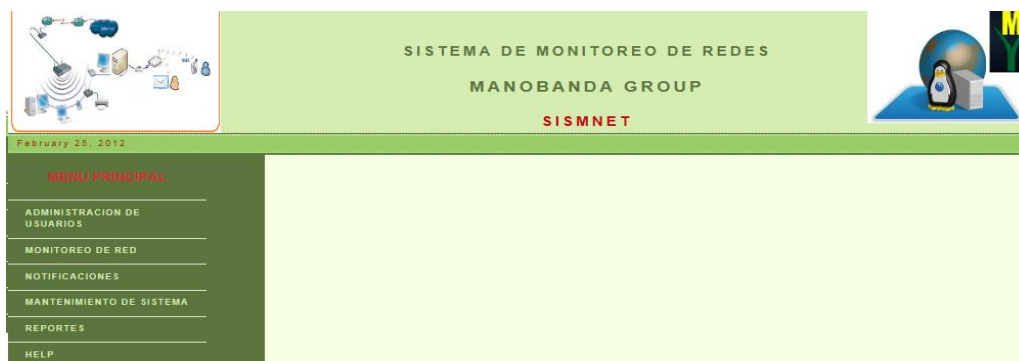 SISTEMA DE MONITOREO DE REDES
MANOBANDA GROUP
SISMNET
February 25, 2012
MENU PRINCIPAL
ADMINISTRACION DE
USUARIOS
MONITOREO DE RED
NOTIFICACIONES
MANTENIMIENTO DE SISTEMA
REPORTES
HELP